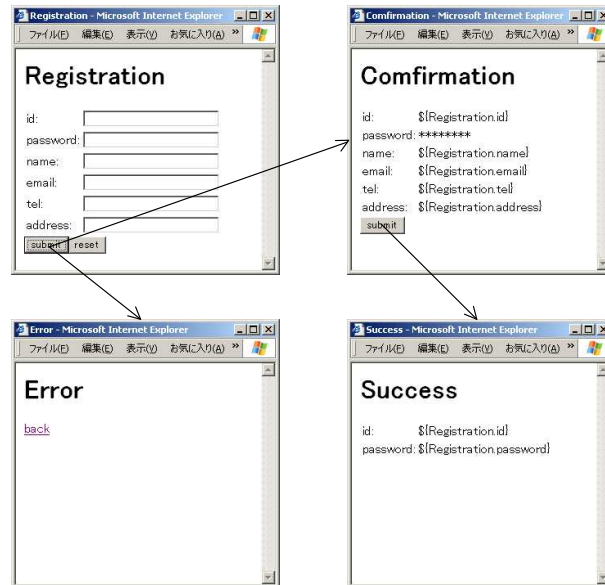 Registration - Microsoft Internet Explorer
ファイル(F) 編集(E) 表示(V) お気に入り(A) »
Registration
id:
password:
name:
email:
tel:
address:
submit reset
Comfirmation - Microsoft Internet Explorer
ファイル(F) 編集(E) 表示(V) お気に入り(A) »
Comfirmation
id: ${Registration.id}
password: ********
name: ${Registration.name}
email: ${Registration.email}
tel: ${Registration.tel}
address: ${Registration.address}
submit
Error - Microsoft Internet Explorer
ファイル(F) 編集(E) 表示(V) お気に入り(A) »
Error
back
Success - Microsoft Internet Explorer
ファイル(F) 編集(E) 表示(V) お気に入り(A) »
Success
id: ${Registration.id}
password: ${Registration.password}